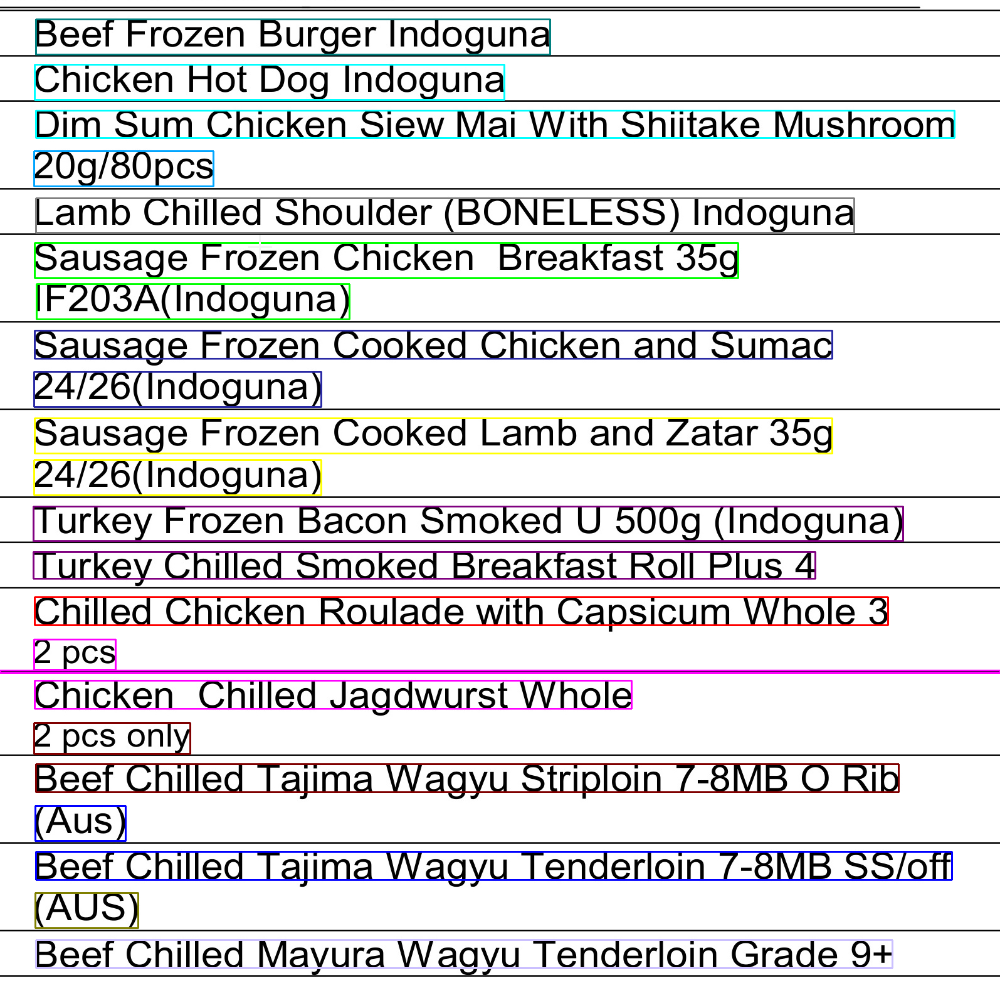 Beef Frozen Burger Indoguna
Chicken Hot Dog Indoguna
Dim Sum Chicken Siew Mai With Shiitake Mushroom
20g/80pcs
Lamb Chilled Shoulder (BONELESS) Indoguna
Sausage Frozen Chicken  Breakfast 35g
IF203A(Indoguna)
Sausage Frozen Cooked Chicken and Sumac
24/26(Indoguna)
Sausage Frozen Cooked Lamb and Zatar 35g
24/26(Indoguna)
Turkey Frozen Bacon Smoked U 500g (Indoguna)
Turkey Chilled Smoked Breakfast Roll Plus 4
Chilled Chicken Roulade with Capsicum Whole 3
2 pcs
Chicken  Chilled Jagdwurst Whole
2 pcs only
Beef Chilled Tajima Wagyu Striploin 7-8MB O Rib
(Aus)
Beef Chilled Tajima Wagyu Tenderloin 7-8MB SS/off
(AUS)
Beef Chilled Mayura Wagyu Tenderloin Grade 9+